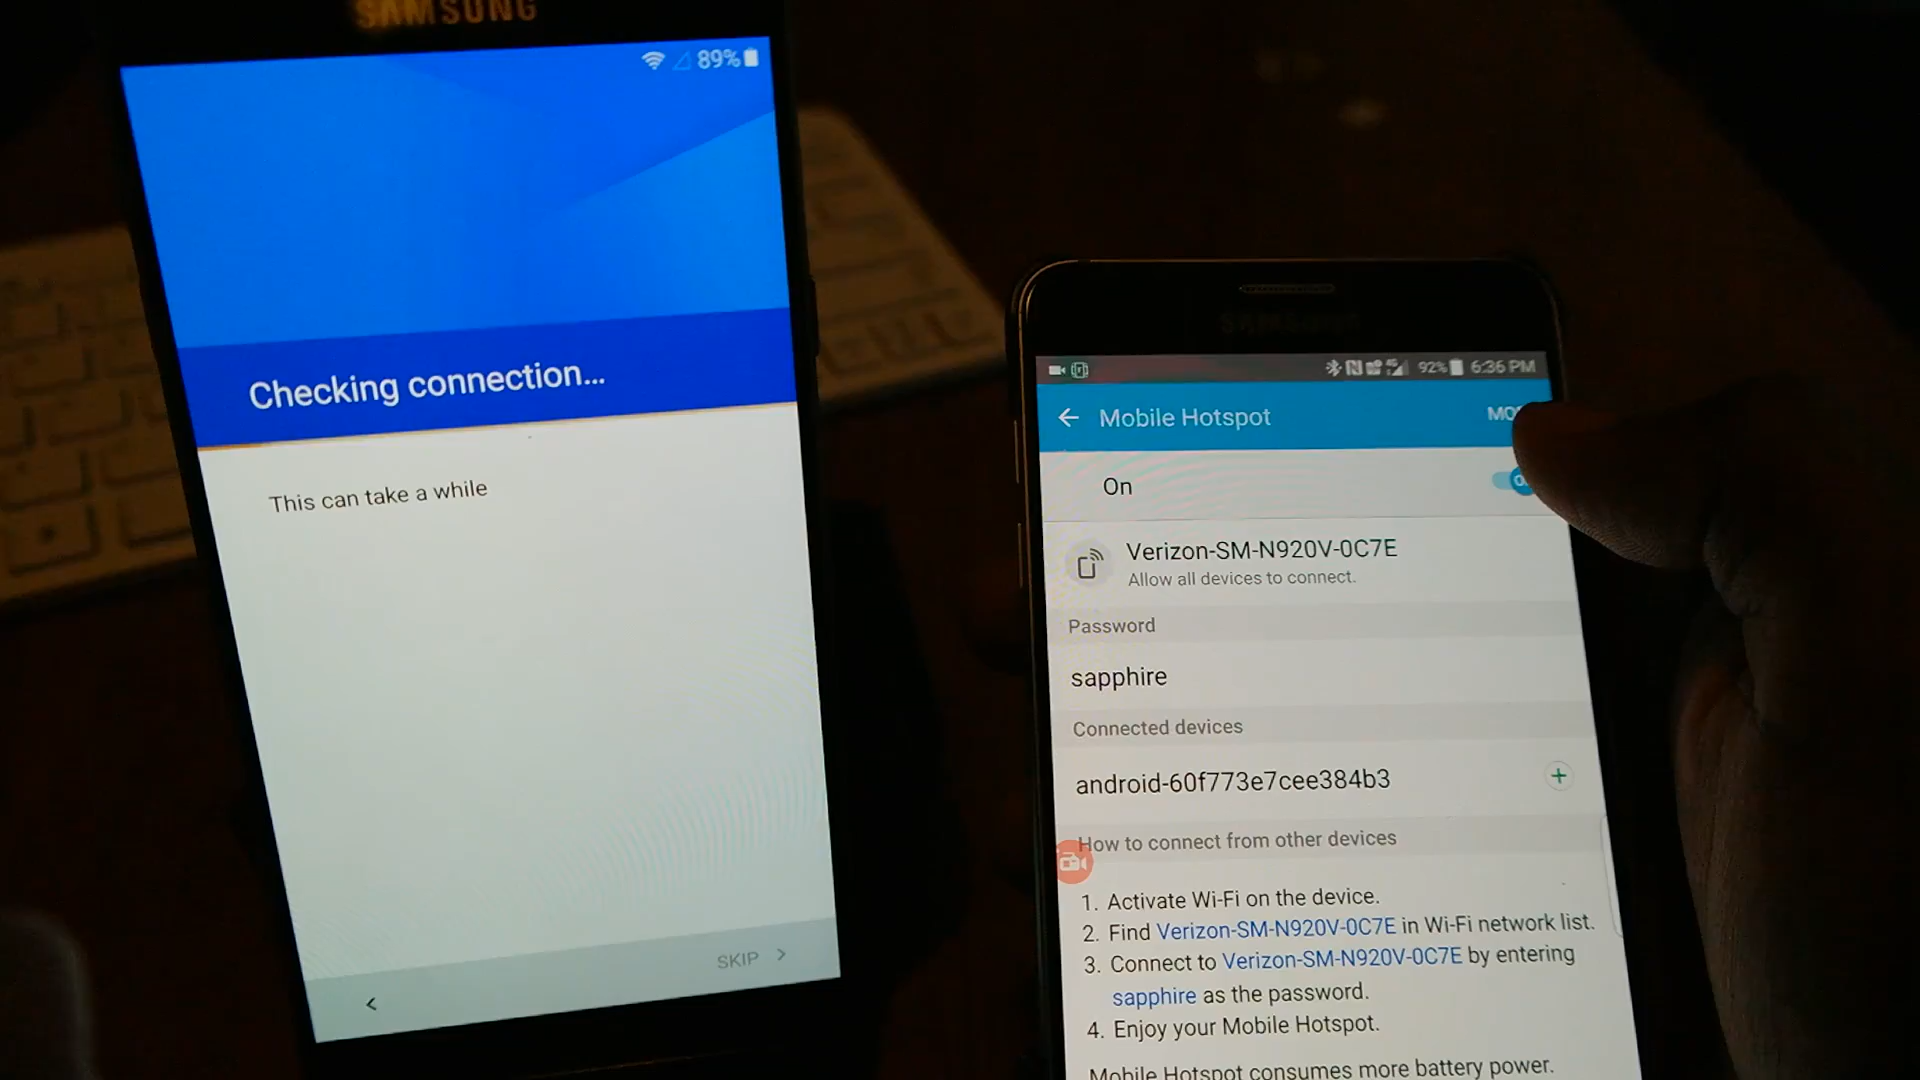 SAMSUNG
89%
Checking connection...
This can take a while
SKIP
SAMSUNG
92% 6:36 PM
Mobile Hotspot
On
Verizon-SM-N920V-0C7E
Allow all devices to connect.
Password
sapphire
Connected devices
android-60f773e7cee384b3
How to connect from other devices
1. Activate Wi-Fi on the device.
2. Find Verizon-SM-N920V-0C7E in Wi-Fi network list.
3. Connect to Verizon-SM-N920V-0C7E by entering
sapphire as the password.
4. Enjoy your Mobile Hotspot.
Mobile Hotspot consumes more battery power.